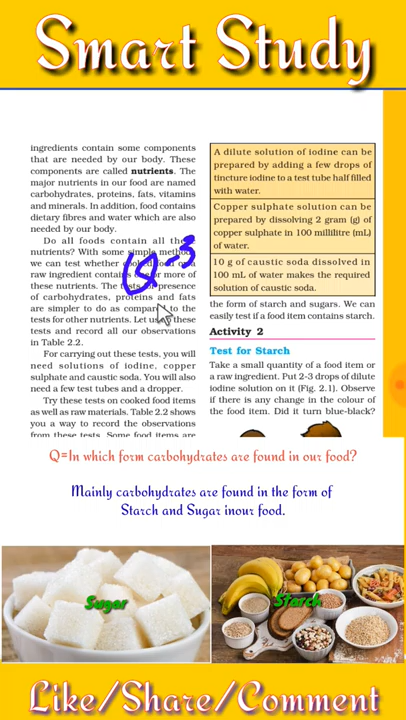 Smart Study
ingredients contain some components
that are needed by our body. These
components are called nutrients. The
major nutrients in our food are named
carbohydrates, proteins, fats, vitamins
and minerals. In addition, food contains
dietary fibres and water which are also
needed by our body.
Do all foods contain all these
nutrients? With some simple methods
we can test whether cooked food or a
raw ingredient contains one or more of
these nutrients. The tests for presence
of carbohydrates, proteins and fats
are simpler to do as compared to the
tests for other nutrients. Let us do these
tests and record all our observations
in Table 2.2.
For carrying out these tests, you will
need solutions of iodine, copper
sulphate and caustic soda. You will also
need a few test tubes and a dropper.
Try these tests on cooked food items
as well as raw materials. Table 2.2 shows
you a way to record the observations
from these tests. Some food items are
A dilute solution of iodine can be
prepared by adding a few drops of
tincture iodine to a test tube half filled
with water.
Copper sulphate solution can be
prepared by dissolving 2 gram (g) of
copper sulphate in 100 millilitre (mL)
of water.
10 g of caustic soda dissolved in
100 mL of water makes the required
solution of caustic soda.
the form of starch and sugars. We can
easily test if a food item contains starch.
Activity 2
Test for Starch
Take a small quantity of a food item or
a raw ingredient. Put 2-3 drops of dilute
iodine solution on it (Fig. 2.1). Observe
if there is any change in the colour of
the food item. Did it turn blue-black?
Q=In which form carbohydrates are found in our food?
Mainly carbohydrates are found in the form of
Starch and Sugar inour food.
Sugar
Starch
Like/Share/Comment